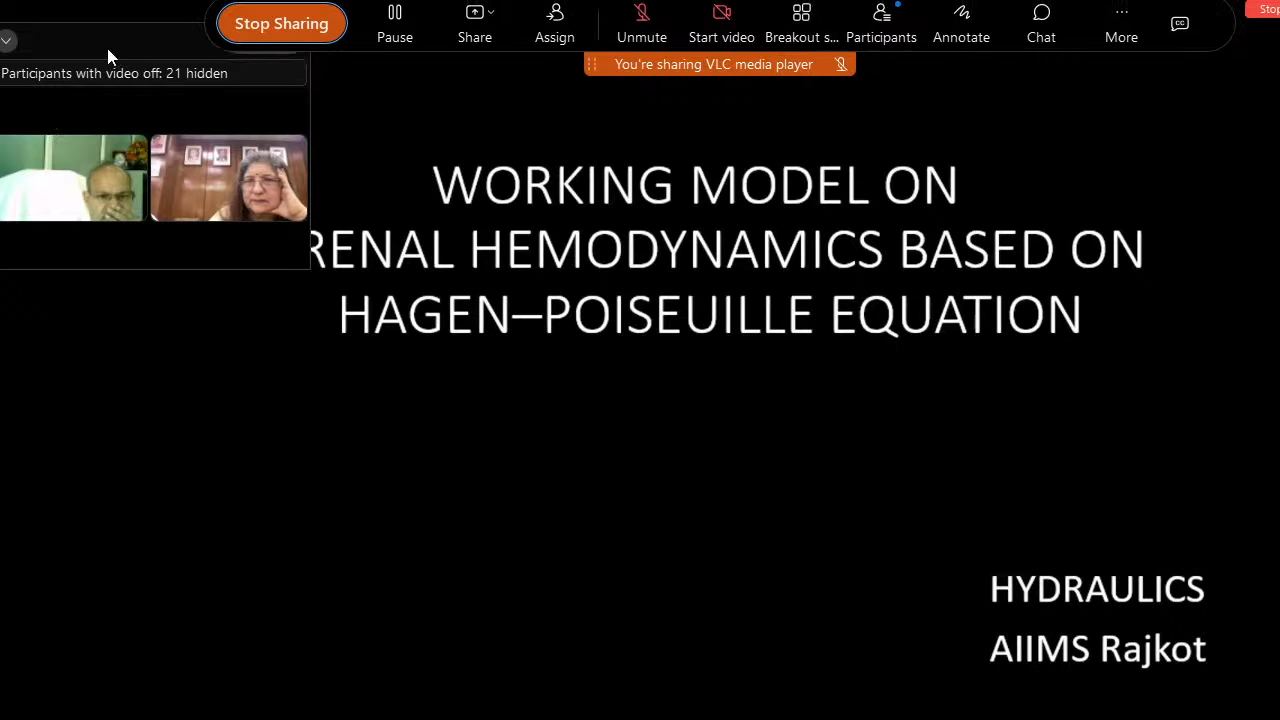 Stop Sharing
Pause
Share
Assign
Unmute
Start video
Breakout s...
Participants
Annotate
Chat
More
CC
Stop
Participants with video off: 21 hidden
You're sharing VLC media player
WORKING MODEL ON
RENAL HEMODYNAMICS BASED ON
HAGEN–POISEUILLE EQUATION
HYDRAULICS
AIIMS Rajkot